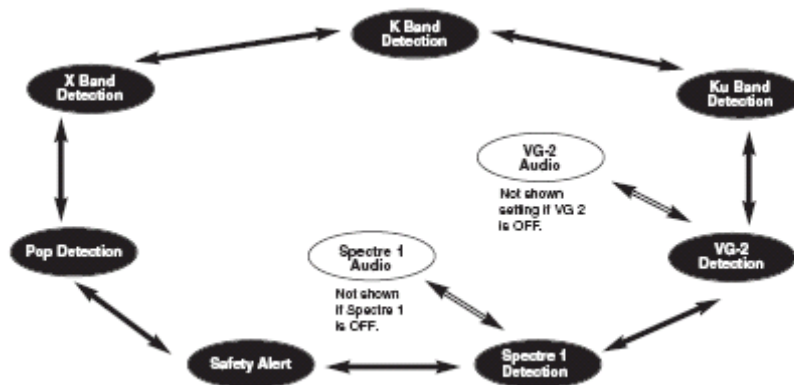 K Band
Detection
X Band
Detection
Ku Band
Detection
VG-2
Audio
Not shown
setting if VG 2
is OFF.
Pop Detection
Spectre 1
Audio
VG-2
Detection
Not shown
if Spectre 1
is OFF.
Safety Alert
Spectre 1
Detection